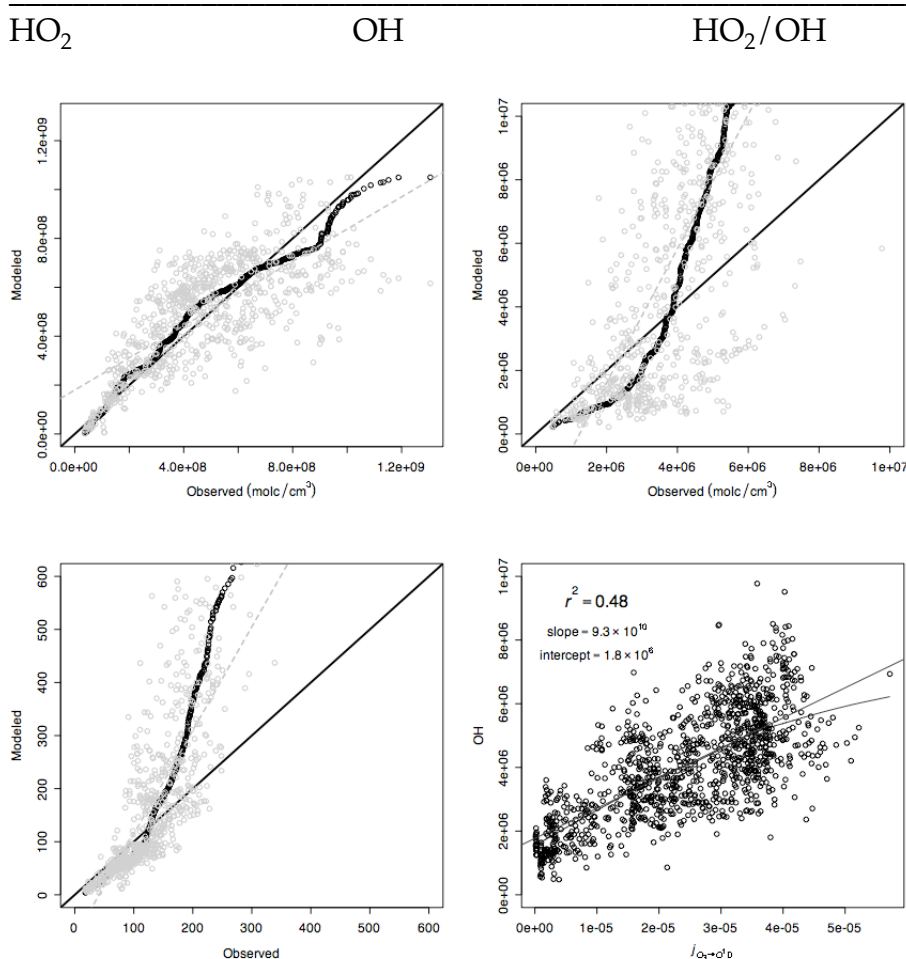 HO₂ OH HO₂/OH
Modeled
0.0e+00 4.0e+08 8.0e+08 1.2e+09
0.0e+00 4.0e+08 8.0e+08 1.2e+09
Observed (molc/cm³)
Modeled
0e+00 2e+06 4e+06 6e+06 8e+06 1e+07
0e+00 2e+06 4e+06 6e+06 8e+06 1e+07
Observed (molc/cm³)
Modeled
0 100 200 300 400 500 600
0 100 200 300 400 500 600
Observed
r² = 0.48
slope = 9.3 × 10¹⁰
intercept = 1.8 × 10⁶
OH
0e+00 2e+06 4e+06 6e+06 8e+06 1e+07
0e+00 1e-05 2e-05 3e-05 4e-05 5e-05
j O₃→O¹D